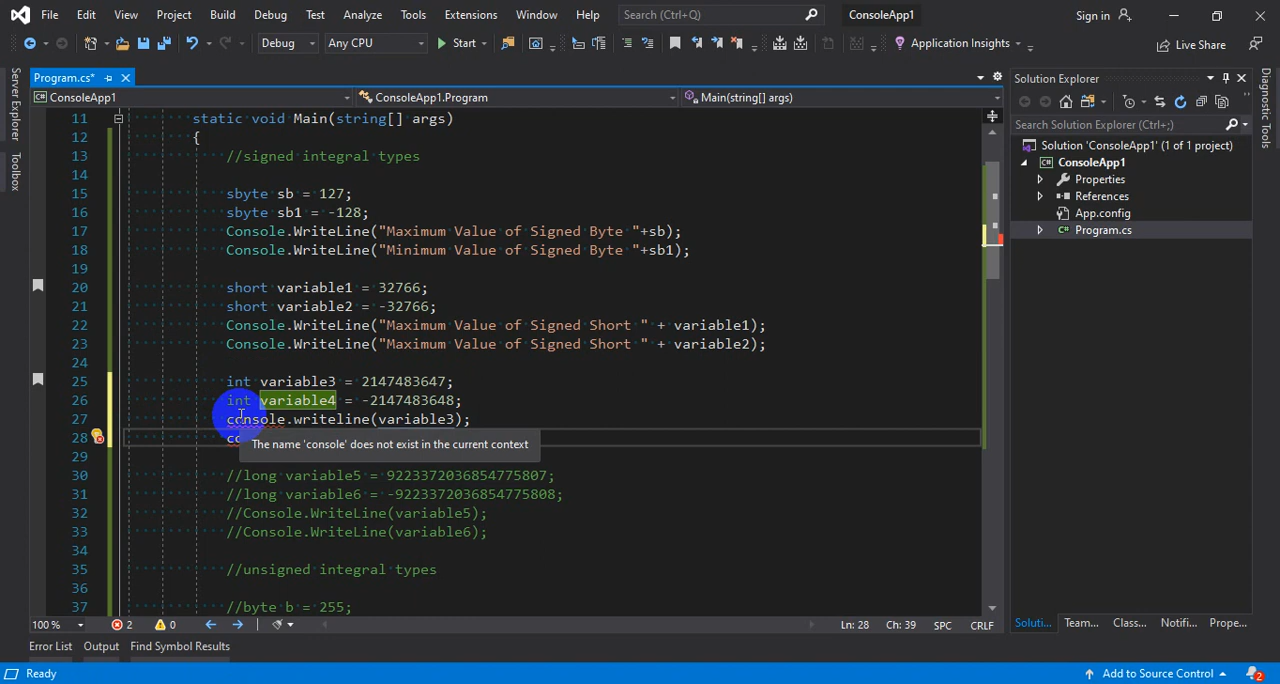 File Edit View Project Build Debug Test Analyze Tools Extensions Window Help Search (Ctrl+Q) ConsoleApp1 Sign in
Debug Any CPU Start Application Insights Live Share
Server Explorer
Toolbox
Program.cs*
ConsoleApp1 ConsoleApp1.Program Main(string[] args)
11 static void Main(string[] args)
12 {
13 //signed integral types
14
15 sbyte sb = 127;
16 sbyte sb1 = -128;
17 Console.WriteLine("Maximum Value of Signed Byte "+sb);
18 Console.WriteLine("Minimum Value of Signed Byte "+sb1);
19
20 short variable1 = 32766;
21 short variable2 = -32766;
22 Console.WriteLine("Maximum Value of Signed Short " + variable1);
23 Console.WriteLine("Maximum Value of Signed Short " + variable2);
24
25 int variable3 = 2147483647;
26 int variable4 = -2147483648;
27 console.writeline(variable3);
28 co
The name 'console' does not exist in the current context
29
30 //long variable5 = 9223372036854775807;
31 //long variable6 = -9223372036854775808;
32 //Console.WriteLine(variable5);
33 //Console.WriteLine(variable6);
34
35 //unsigned integral types
36
37 //byte b = 255;
100 % 2 0 Ln: 28 Ch: 39 SPC CRLF
Error List Output Find Symbol Results
Ready Add to Source Control 2
Solution Explorer
Search Solution Explorer (Ctrl+;)
Solution 'ConsoleApp1' (1 of 1 project)
ConsoleApp1
Properties
References
App.config
C# Program.cs
Soluti... Team... Class... Notifi... Prope...
Diagnostic Tools